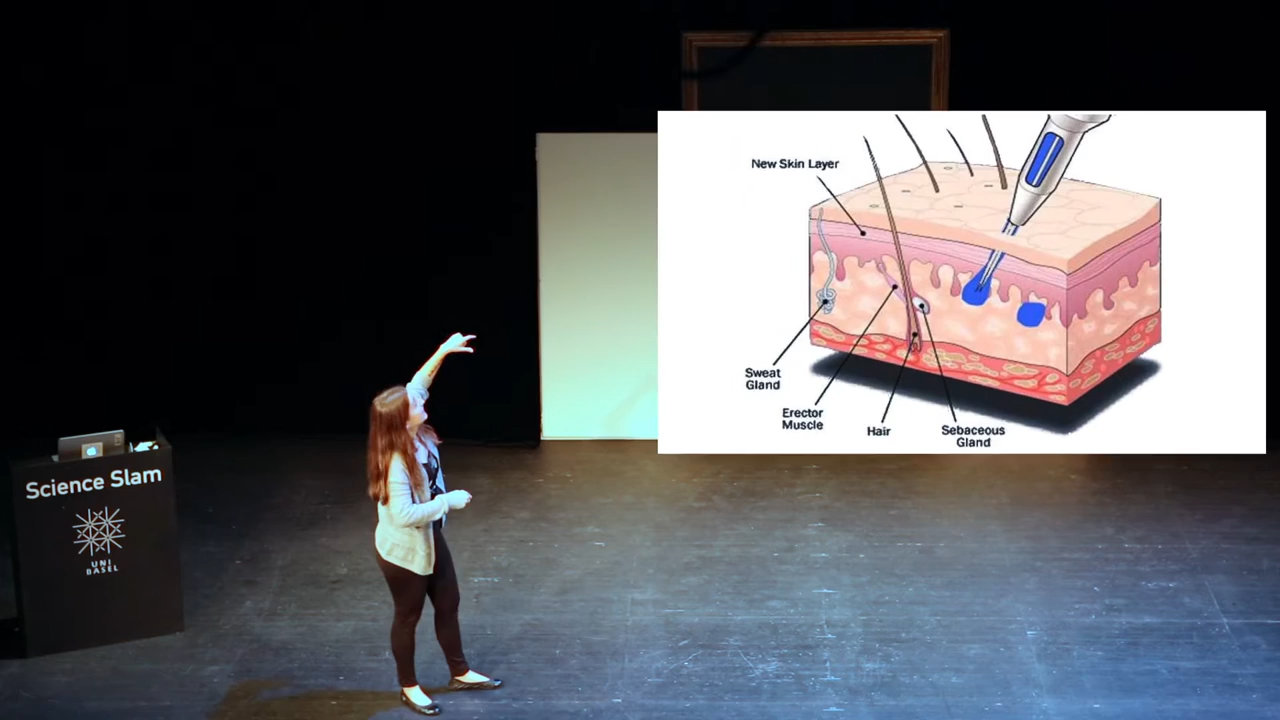 New Skin Layer
Sweat
Gland
Erector
Muscle
Hair
Sebaceous
Gland
Science Slam
UNI
BASEL